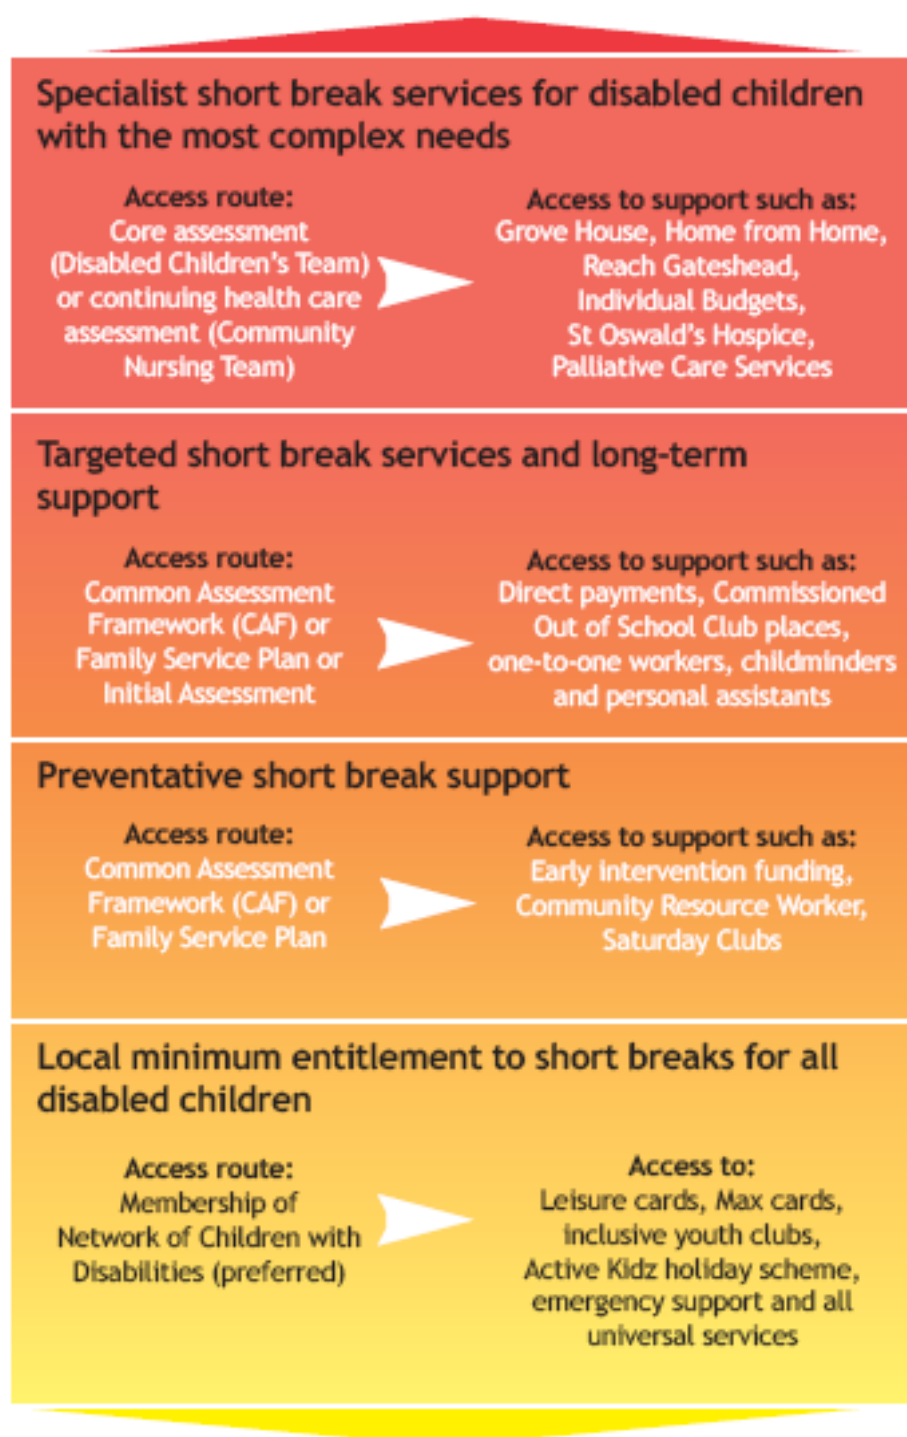 Specialist short break services for disabled children
with the most complex needs
Access route:
Core assessment
(Disabled Children's Team)
or continuing health care
assessment (Community
Nursing Team)
Access to support such as:
Grove House, Home from Home,
Reach Gateshead,
Individual Budgets,
St Oswald's Hospice,
Palliative Care Services
Targeted short break services and long-term
support
Access route:
Common Assessment
Framework (CAF) or
Family Service Plan or
Initial Assessment
Access to support such as:
Direct payments, Commissioned
Out of School Club places,
one-to-one workers, childminders
and personal assistants
Preventative short break support
Access route:
Common Assessment
Framework (CAF) or
Family Service Plan
Access to support such as:
Early intervention funding,
Community Resource Worker,
Saturday Clubs
Local minimum entitlement to short breaks for all
disabled children
Access route:
Membership of
Network of Children with
Disabilities (preferred)
Access to:
Leisure cards, Max cards,
inclusive youth clubs,
Active Kidz holiday scheme,
emergency support and all
universal services